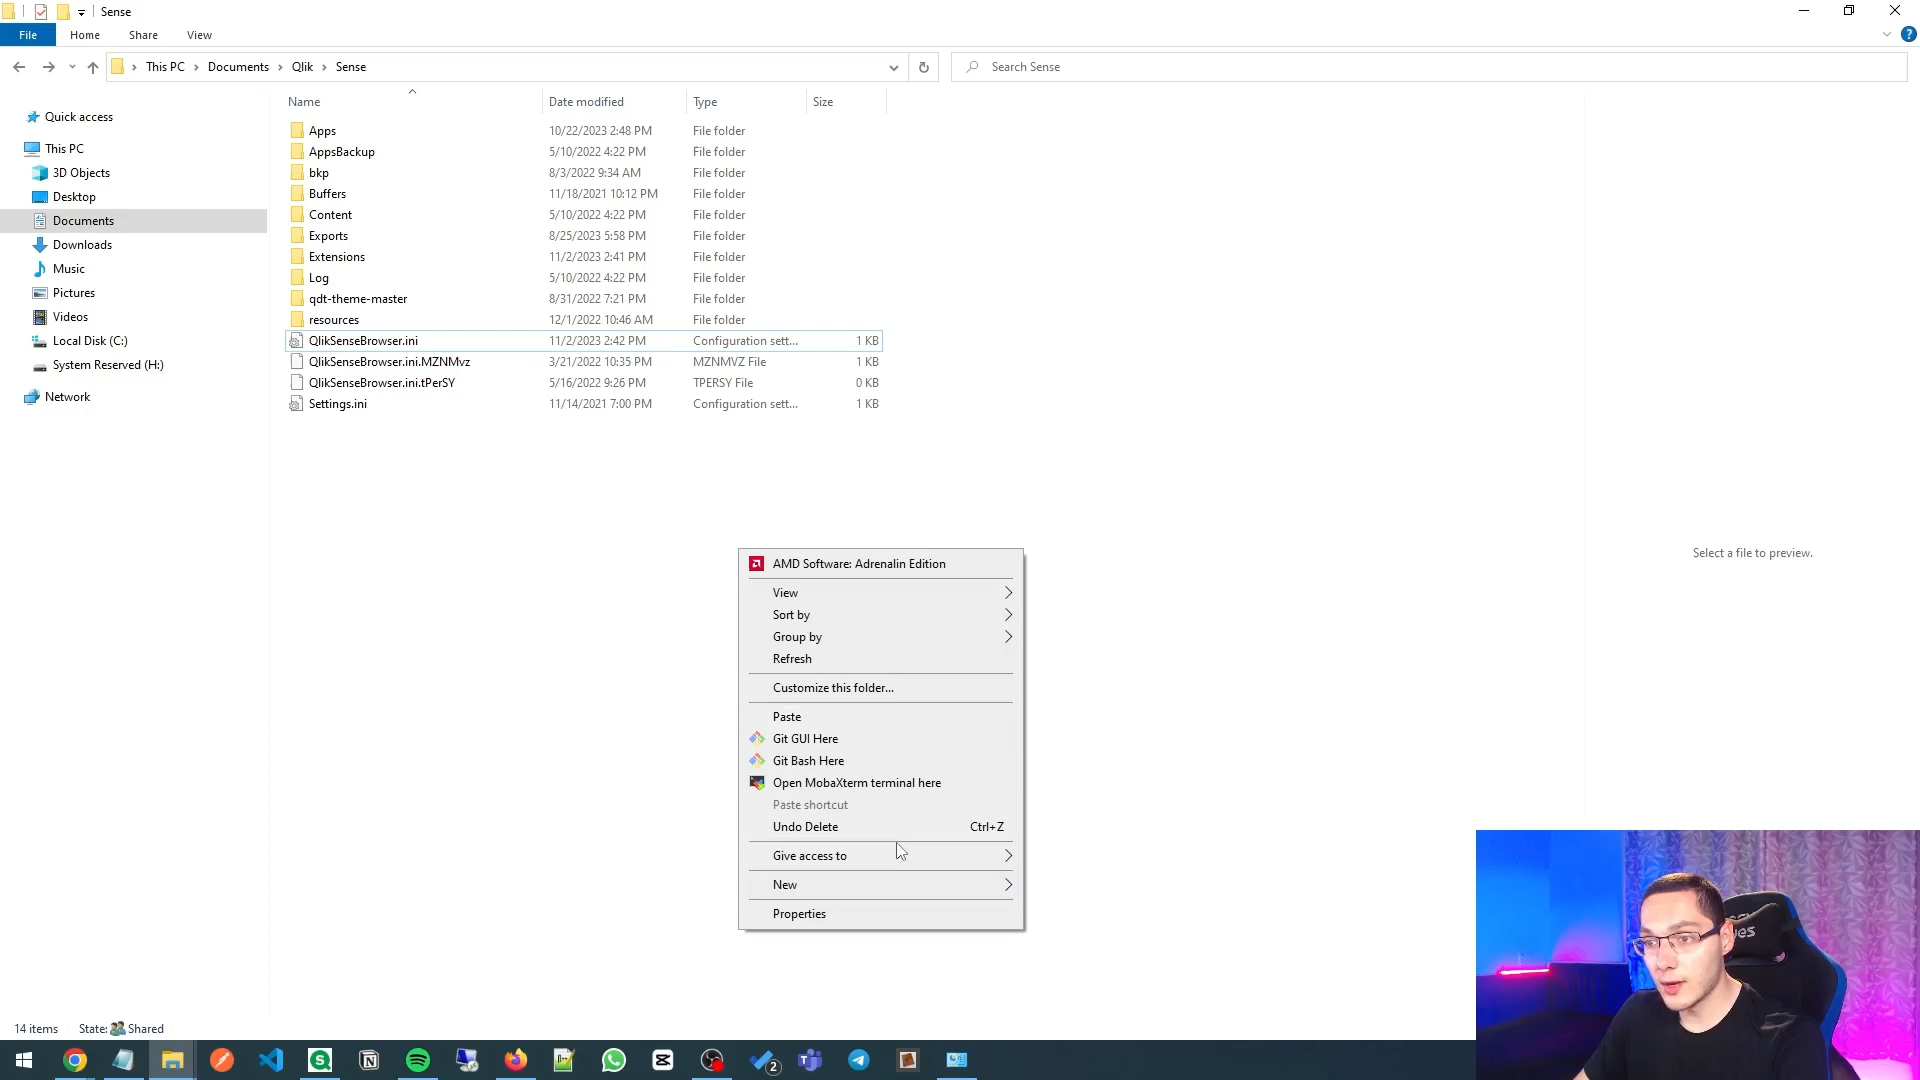 Sense
File Home Share View
This PC > Documents > Qlik > Sense
Search Sense
Name Date modified Type Size
Quick access
This PC
3D Objects
Desktop
Documents
Downloads
Music
Pictures
Videos
Local Disk (C:)
System Reserved (H:)
Network
Apps 10/22/2023 2:48 PM File folder
AppsBackup 5/10/2022 4:22 PM File folder
bkp 8/3/2022 9:34 AM File folder
Buffers 11/18/2021 10:12 PM File folder
Content 5/10/2022 4:22 PM File folder
Exports 8/25/2023 5:58 PM File folder
Extensions 11/2/2023 2:41 PM File folder
Log 5/10/2022 4:22 PM File folder
qdt-theme-master 8/31/2022 7:21 PM File folder
resources 12/1/2022 10:46 AM File folder
QlikSenseBrowser.ini 11/2/2023 2:42 PM Configuration sett... 1 KB
QlikSenseBrowser.ini.MZNMvz 3/21/2022 10:35 PM MZNMVZ File 1 KB
QlikSenseBrowser.ini.tPerSY 5/16/2022 9:26 PM TPERSY File 0 KB
Settings.ini 11/14/2021 7:00 PM Configuration sett... 1 KB
Select a file to preview.
AMD Software: Adrenalin Edition
View
Sort by
Group by
Refresh
Customize this folder...
Paste
Git GUI Here
Git Bash Here
Open MobaXterm terminal here
Paste shortcut
Undo Delete Ctrl+Z
Give access to
New
Properties
14 items State: Shared
2